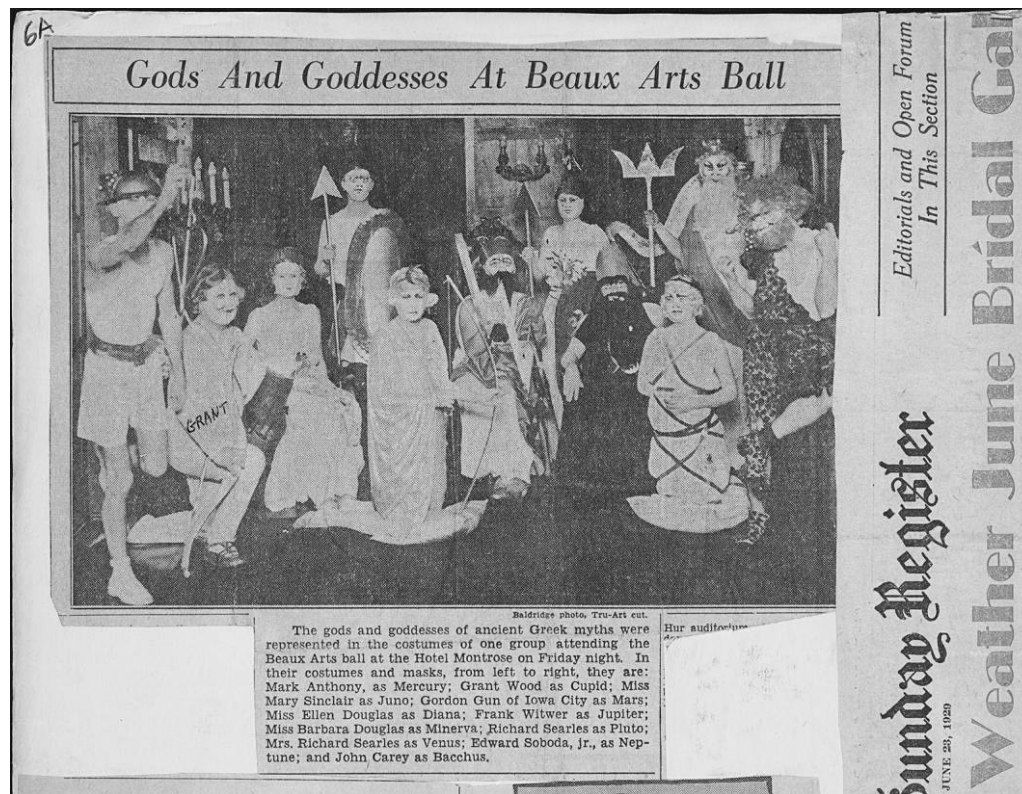 6A
Gods And Goddesses At Beaux Arts Ball
GRANT
Baldridge photo, Tru-Art cut.
The gods and goddesses of ancient Greek myths were
represented in the costumes of one group attending the
Beaux Arts ball at the Hotel Montrose on Friday night. In
their costumes and masks, from left to right, they are:
Mark Anthony, as Mercury; Grant Wood as Cupid; Miss
Mary Sinclair as Juno; Gordon Gun of Iowa City as Mars;
Miss Ellen Douglas as Diana; Frank Witwer as Jupiter;
Miss Barbara Douglas as Minerva; Richard Searles as Pluto;
Mrs. Richard Searles as Venus; Edward Soboda, jr., as Nep-
tune; and John Carey as Bacchus.
Hur auditorium
Editorials and Open Forum
In This Section
Sunday Register
JUNE 23, 1929
Weather June Bridal